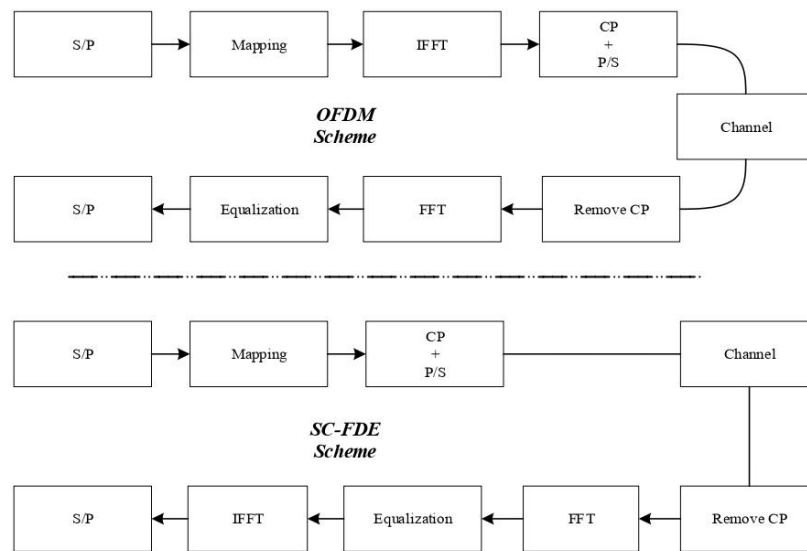 S/P
Mapping
IFFT
CP
+
P/S
OFDM
Scheme
Channel
S/P
Equalization
FFT
Remove CP
S/P
Mapping
CP
+
P/S
Channel
SC-FDE
Scheme
S/P
IFFT
Equalization
FFT
Remove CP